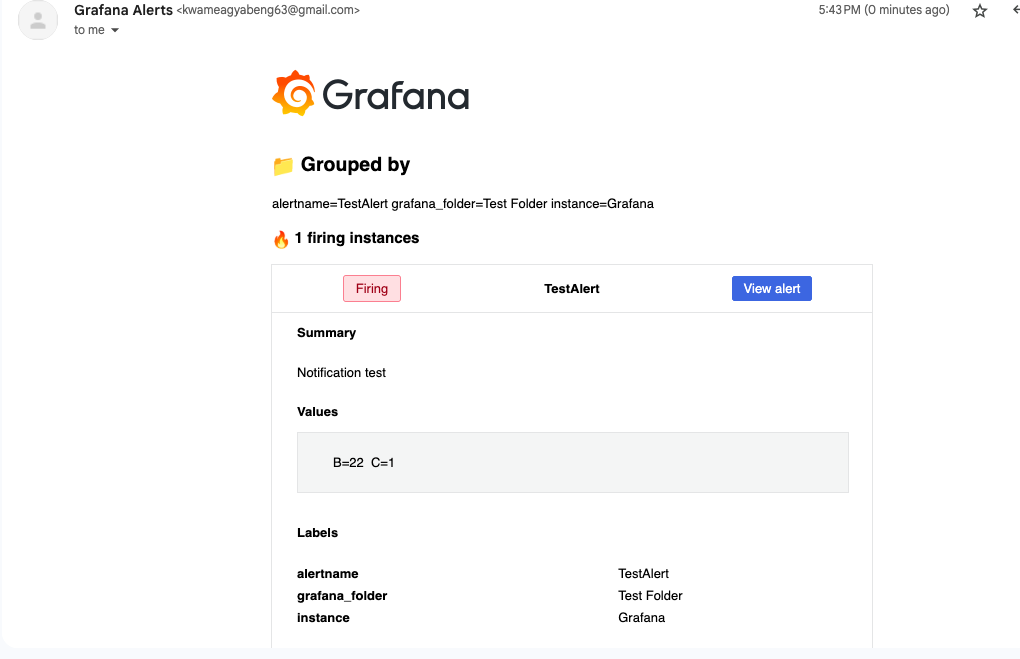 Grafana Alerts <kwameagyabeng63@gmail.com>
5:43 PM (0 minutes ago)
to me
Grafana
Grouped by
alertname=TestAlert grafana_folder=Test Folder instance=Grafana
1 firing instances
Firing
TestAlert
View alert
Summary
Notification test
Values
B=22 C=1
Labels
alertname TestAlert
grafana_folder Test Folder
instance Grafana